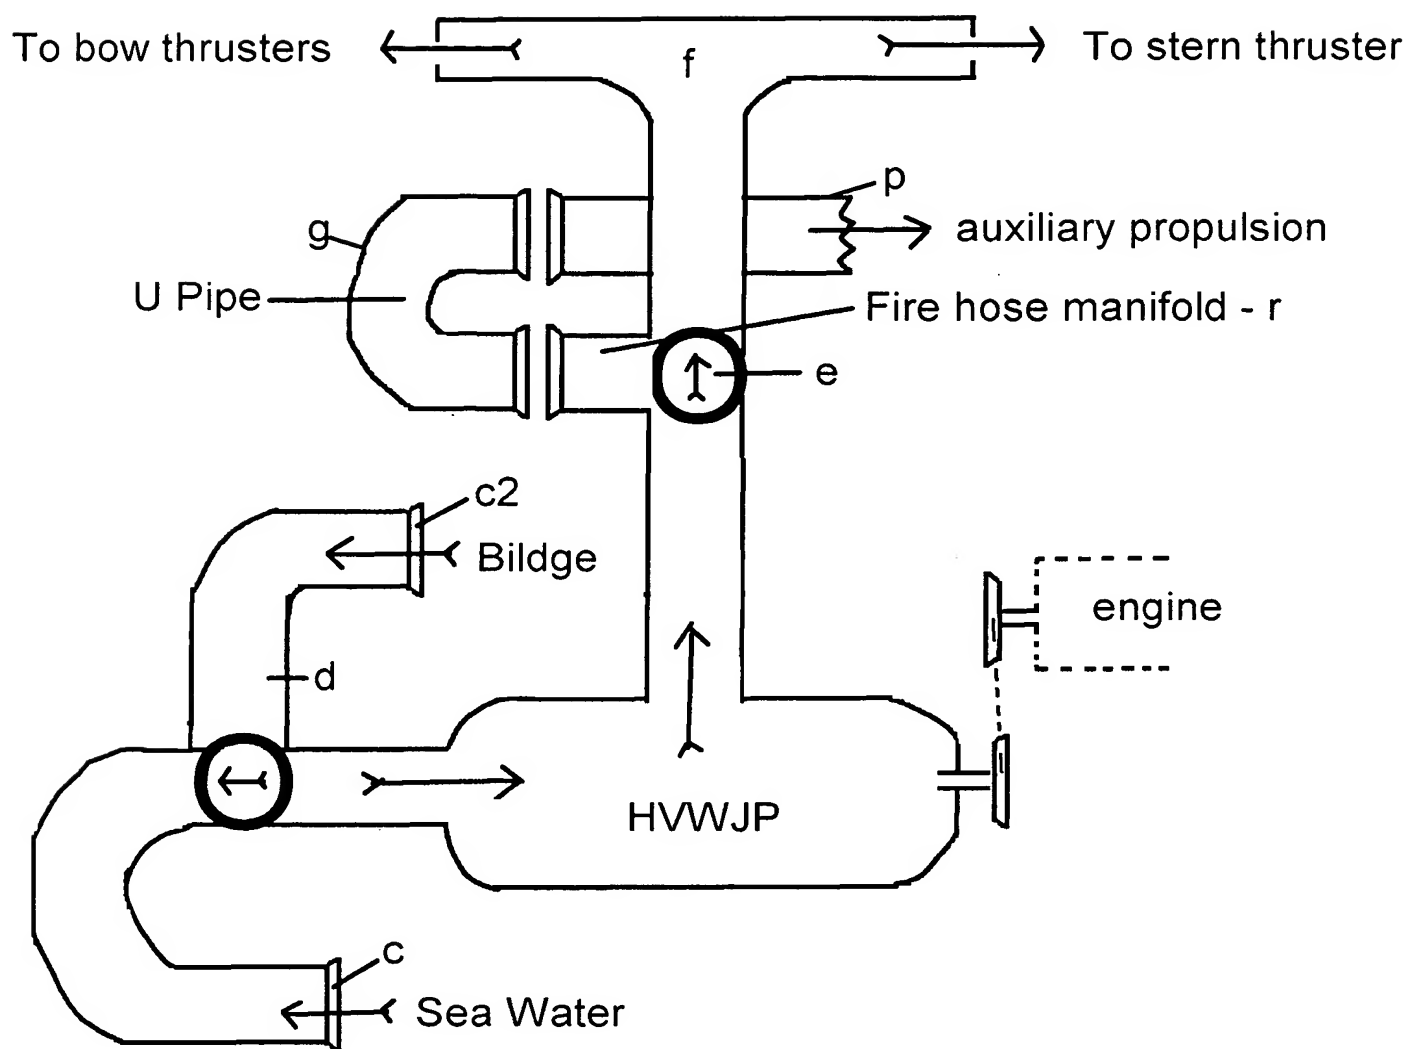 To bow thrusters
To stern thruster
f
p
g
auxiliary propulsion
U Pipe
Fire hose manifold - r
e
c2
Bildge
engine
d
HVWJP
c
Sea Water